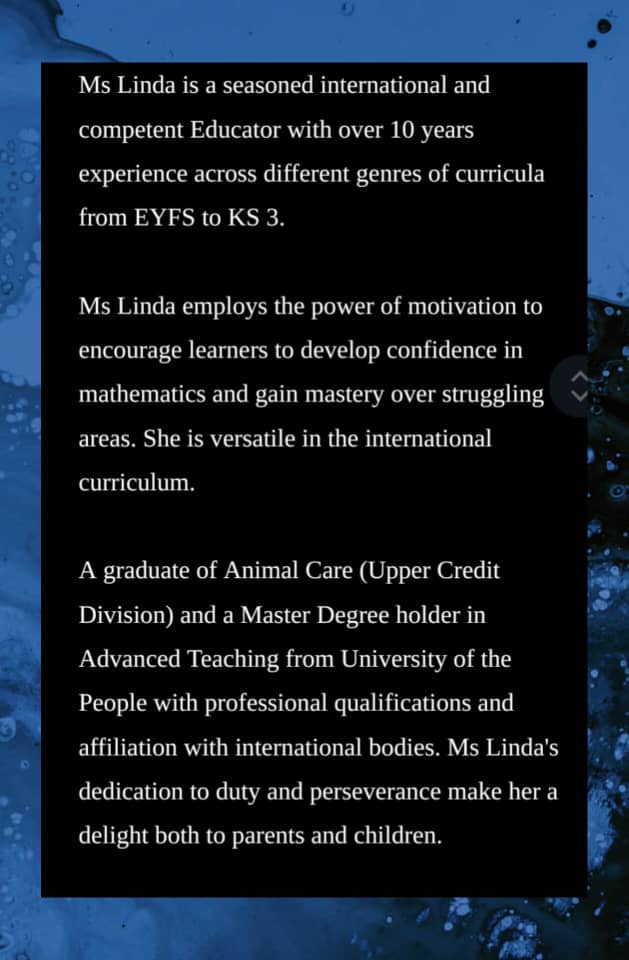 Ms Linda is a seasoned international and
competent Educator with over 10 years
experience across different genres of curricula
from EYFS to KS 3.
Ms Linda employs the power of motivation to
encourage learners to develop confidence in
mathematics and gain mastery over struggling
areas. She is versatile in the international
curriculum.
A graduate of Animal Care (Upper Credit
Division) and a Master Degree holder in
Advanced Teaching from University of the
People with professional qualifications and
affiliation with international bodies. Ms Linda's
dedication to duty and perseverance make her a
delight both to parents and children.